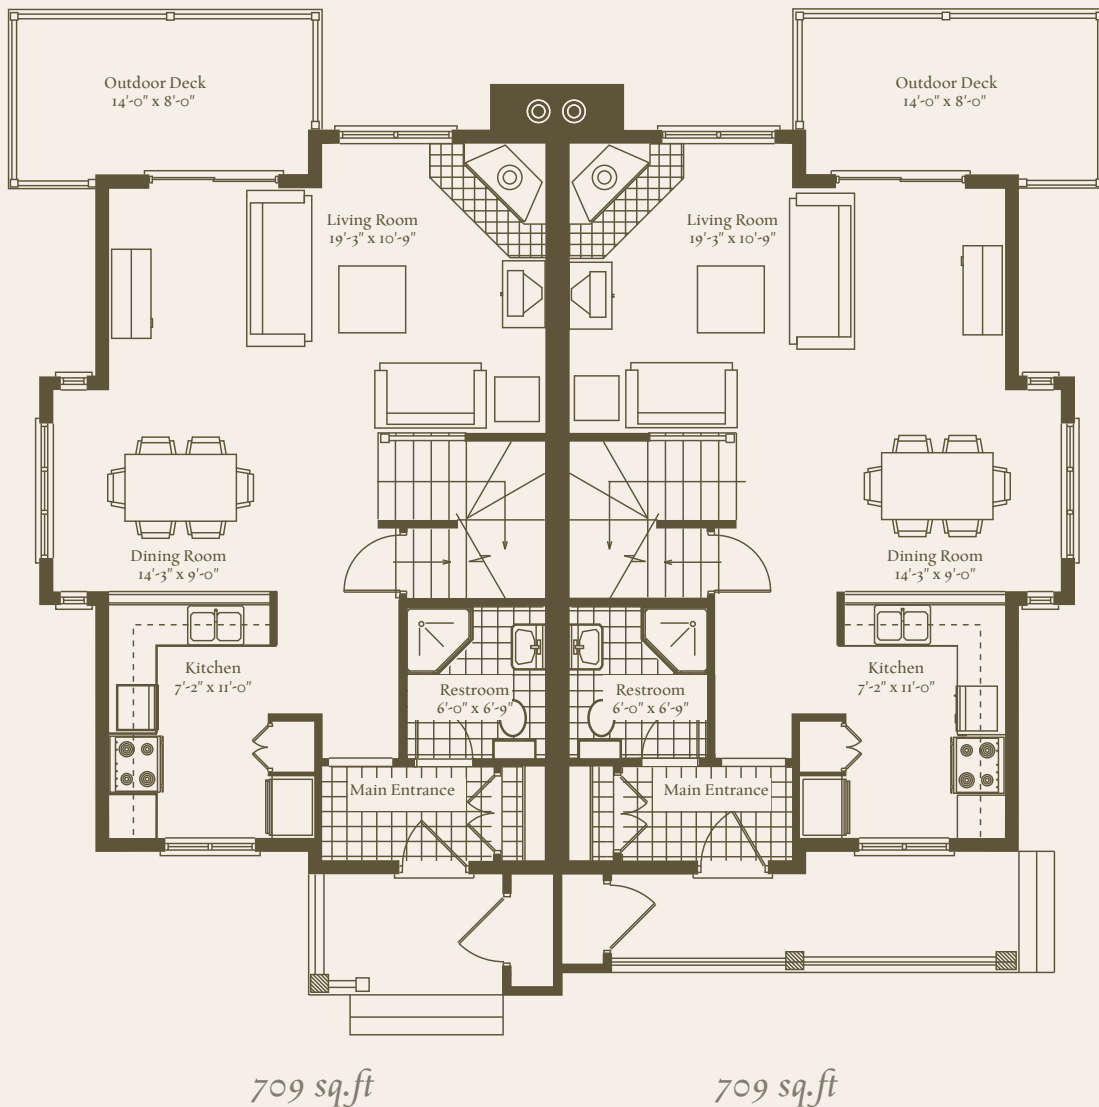 Outdoor Deck
14'-0" x 8'-0"
Outdoor Deck
14'-0" x 8'-0"
Living Room
19'-3" x 10'-9"
Living Room
19'-3" x 10'-9"
Dining Room
14'-3" x 9'-0"
Dining Room
14'-3" x 9'-0"
Kitchen
7'-2" x 11'-0"
Kitchen
7'-2" x 11'-0"
Restroom
6'-0" x 6'-9"
Restroom
6'-0" x 6'-9"
Main Entrance
Main Entrance
709 sq.ft
709 sq.ft